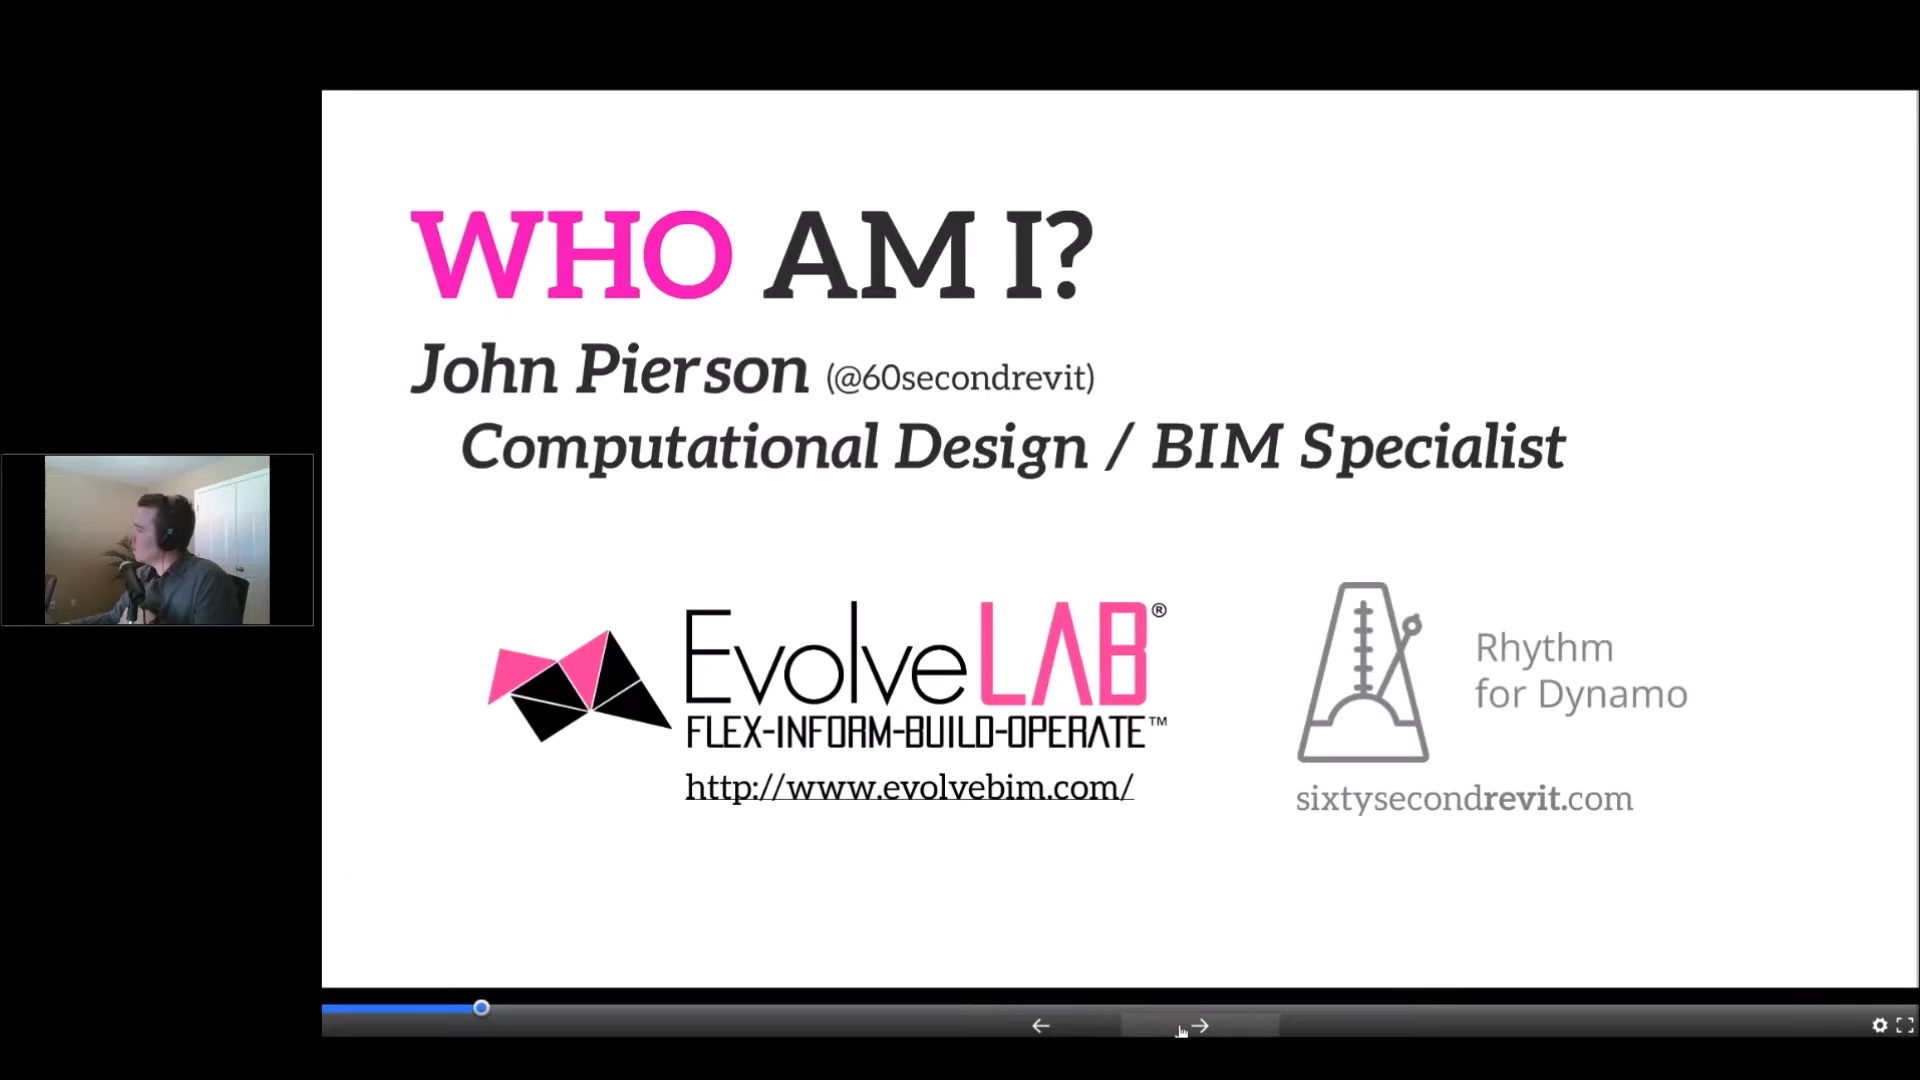 WHO AM I?
John Pierson (@60secondrevit)
Computational Design / BIM Specialist
EvolveLAB®
FLEX-INFORM-BUILD-OPERATE™
http://www.evolvebim.com/
Rhythm
for Dynamo
sixtysecondrevit.com